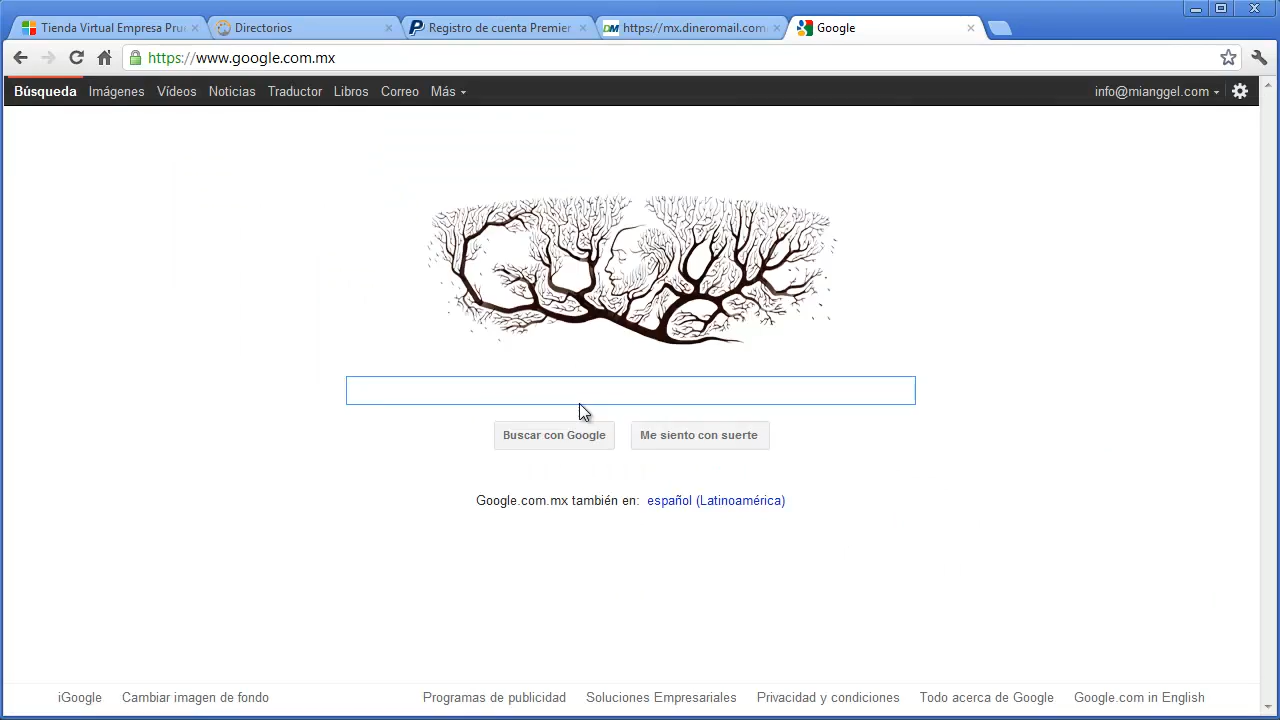 Tienda Virtual Empresa Pru
Directorios
Registro de cuenta Premier
DM https://mx.dineromail.com
Google
https://www.google.com.mx
Búsqueda Imágenes Vídeos Noticias Traductor Libros Correo Más
info@mianggel.com
Buscar con Google
Me siento con suerte
Google.com.mx también en: español (Latinoamérica)
iGoogle Cambiar imagen de fondo Programas de publicidad Soluciones Empresariales Privacidad y condiciones Todo acerca de Google Google.com in English